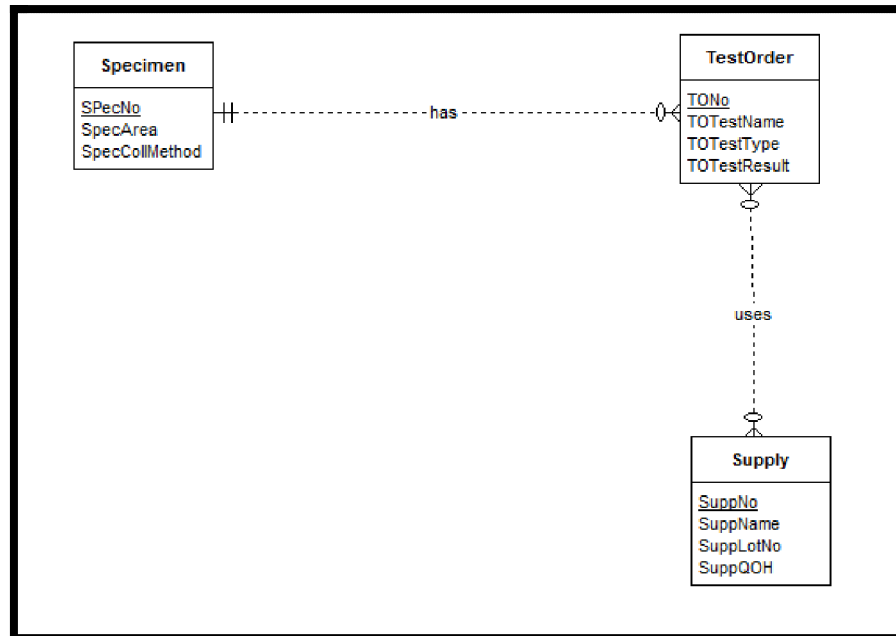 Specimen
SPecNo
SpecArea
SpecCollMethod
has
TestOrder
TONo
TOTestName
TOTestType
TOTestResult
uses
Supply
SuppNo
SuppName
SuppLotNo
SuppQOH